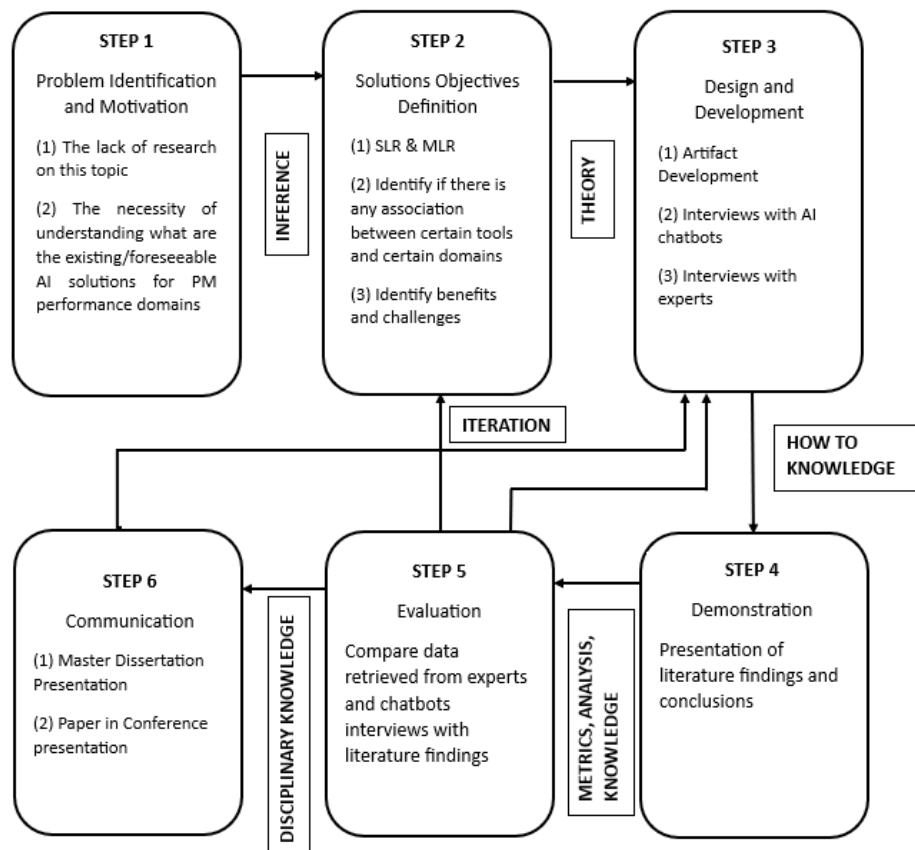 STEP 1
Problem Identification
and Motivation
(1) The lack of research
on this topic
(2) The necessity of
understanding what are
the existing/foreseeable
AI solutions for PM
performance domains
INFERENCE
STEP 2
Solutions Objectives
Definition
(1) SLR & MLR
(2) Identify if there is
any association
between certain tools
and certain domains
(3) Identify benefits
and challenges
THEORY
STEP 3
Design and
Development
(1) Artifact
Development
(2) Interviews with AI
chatbots
(3) Interviews with
experts
ITERATION
HOW TO
KNOWLEDGE
STEP 4
Demonstration
Presentation of
literature findings and
conclusions
METRICS, ANALYSIS,
KNOWLEDGE
STEP 5
Evaluation
Compare data
retrieved from experts
and chatbots
interviews with
literature findings
DISCIPLINARY KNOWLEDGE
STEP 6
Communication
(1) Master Dissertation
Presentation
(2) Paper in Conference
presentation